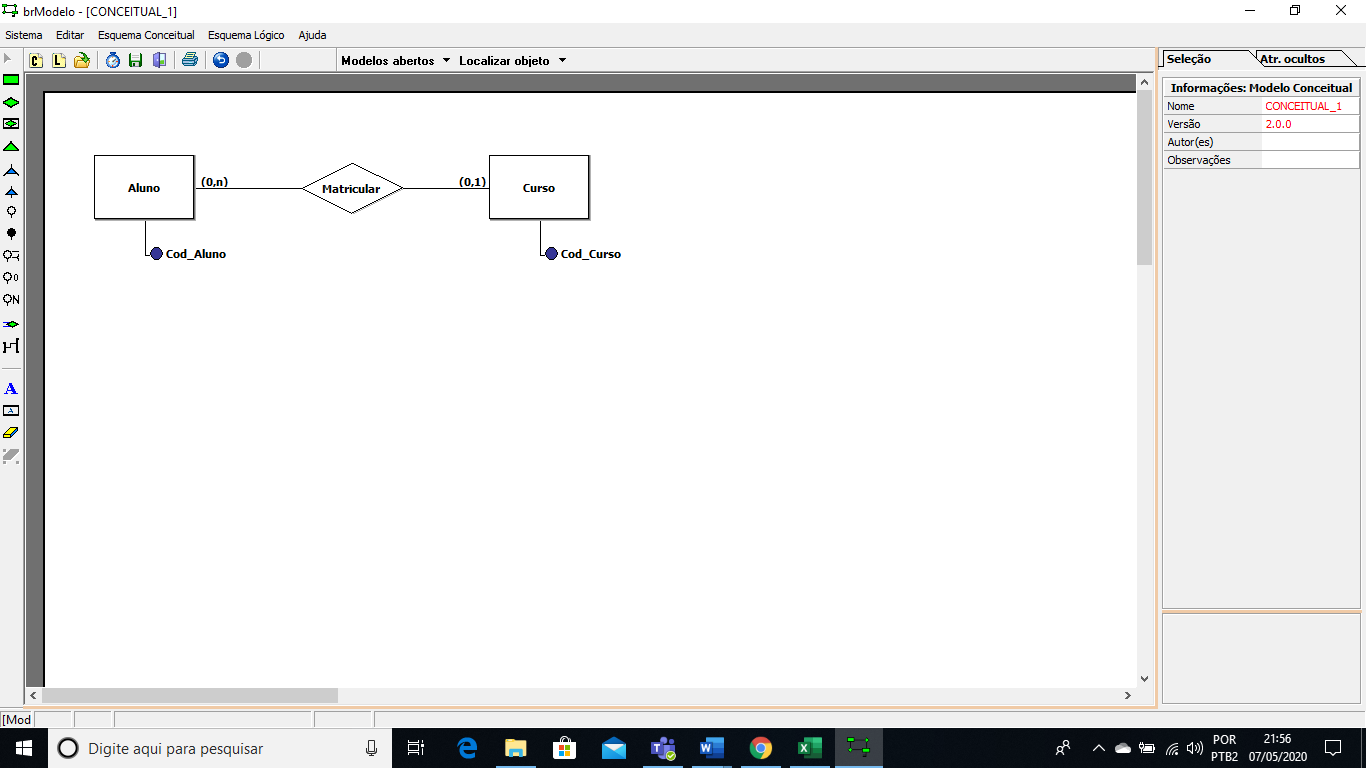 brModelo - [CONCEITUAL_1]
Sistema Editar Esquema Conceitual Esquema Lógico Ajuda
C L Modelos abertos Localizar objeto
Seleção Atr. ocultos
Informações: Modelo Conceitual
Nome CONCEITUAL_1
Versão 2.0.0
Autor(es)
Observações
Aluno (0,n) Matricular (0,1) Curso
Cod_Aluno Cod_Curso
0
N
A
A
[Mod
Digite aqui para pesquisar
POR
PTB2
21:56
07/05/2020